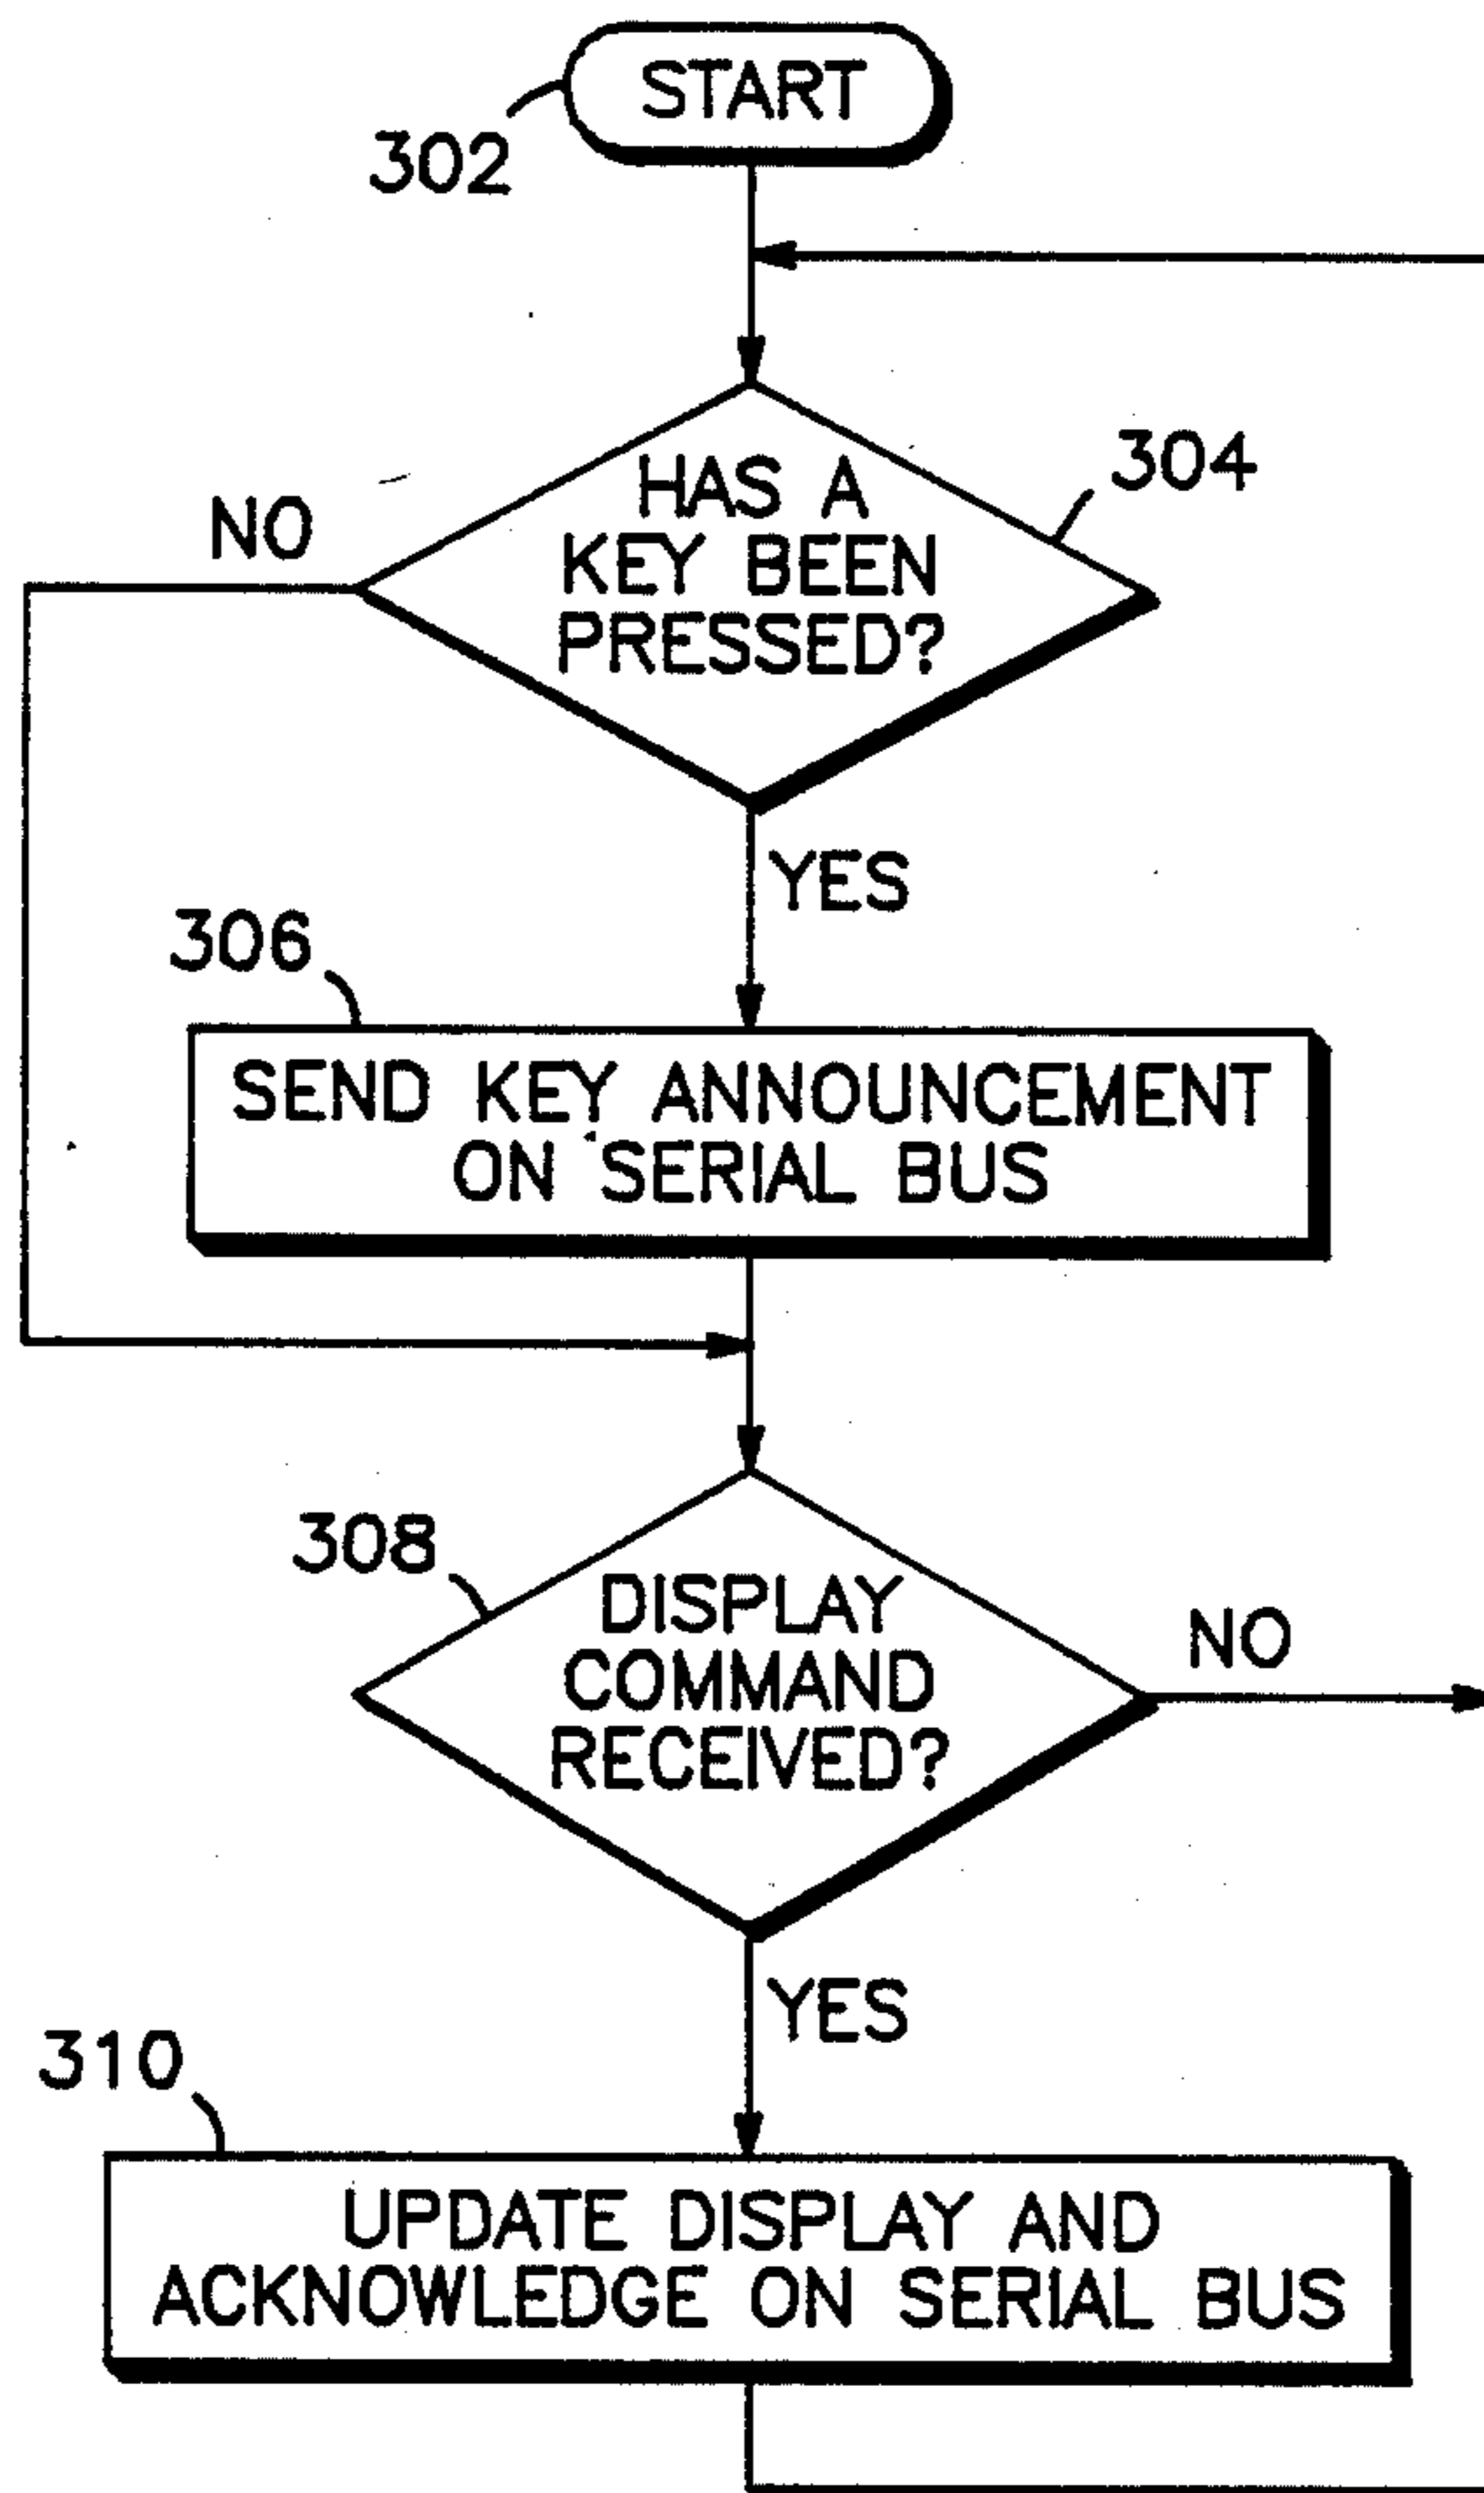 START
302
304
HAS A
KEY BEEN
PRESSED?
NO
YES
306
SEND KEY ANNOUNCEMENT
ON SERIAL BUS
308
DISPLAY
COMMAND
RECEIVED?
NO
YES
310
UPDATE DISPLAY AND
ACKNOWLEDGE ON SERIAL BUS